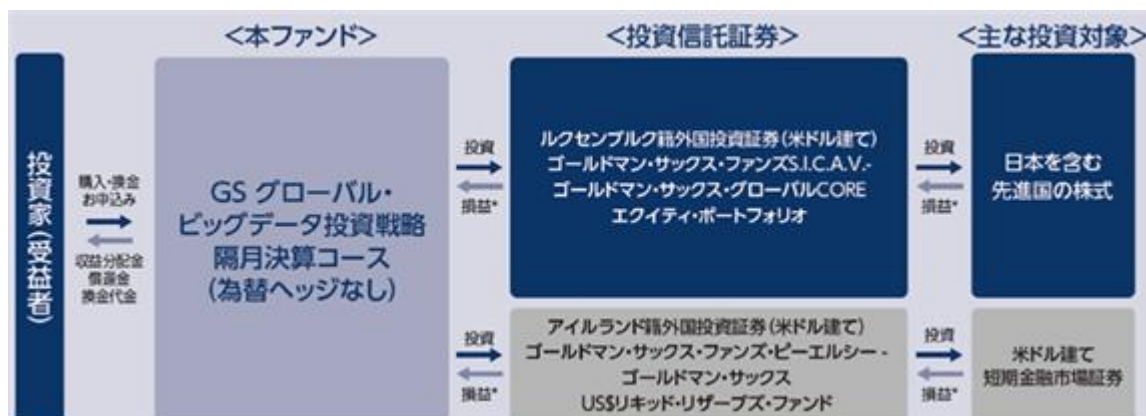 <本ファンド>
<投資信託証券>
<主な投資対象>
投資家(受益者)
購入・換金
お申込み
収益分配金
償還金
換金代金
GS グローバル・
ビッグデータ投資戦略
隔月決算コース
(為替ヘッジなし)
投資
損益*
ルクセンブルク籍外国投資証券(米ドル建て)
ゴールドマン・サックス・ファンズS.I.C.A.V.-
ゴールドマン・サックス・グローバルCORE
エクイティ・ポートフォリオ
投資
損益*
日本を含む
先進国の株式
投資
損益*
アイルランド籍外国投資証券(米ドル建て)
ゴールドマン・サックス・ファンズ・ピーエルシー -
ゴールドマン・サックス
US$リキッド・リザーブズ・ファンド
投資
損益*
米ドル建て
短期金融市場証券